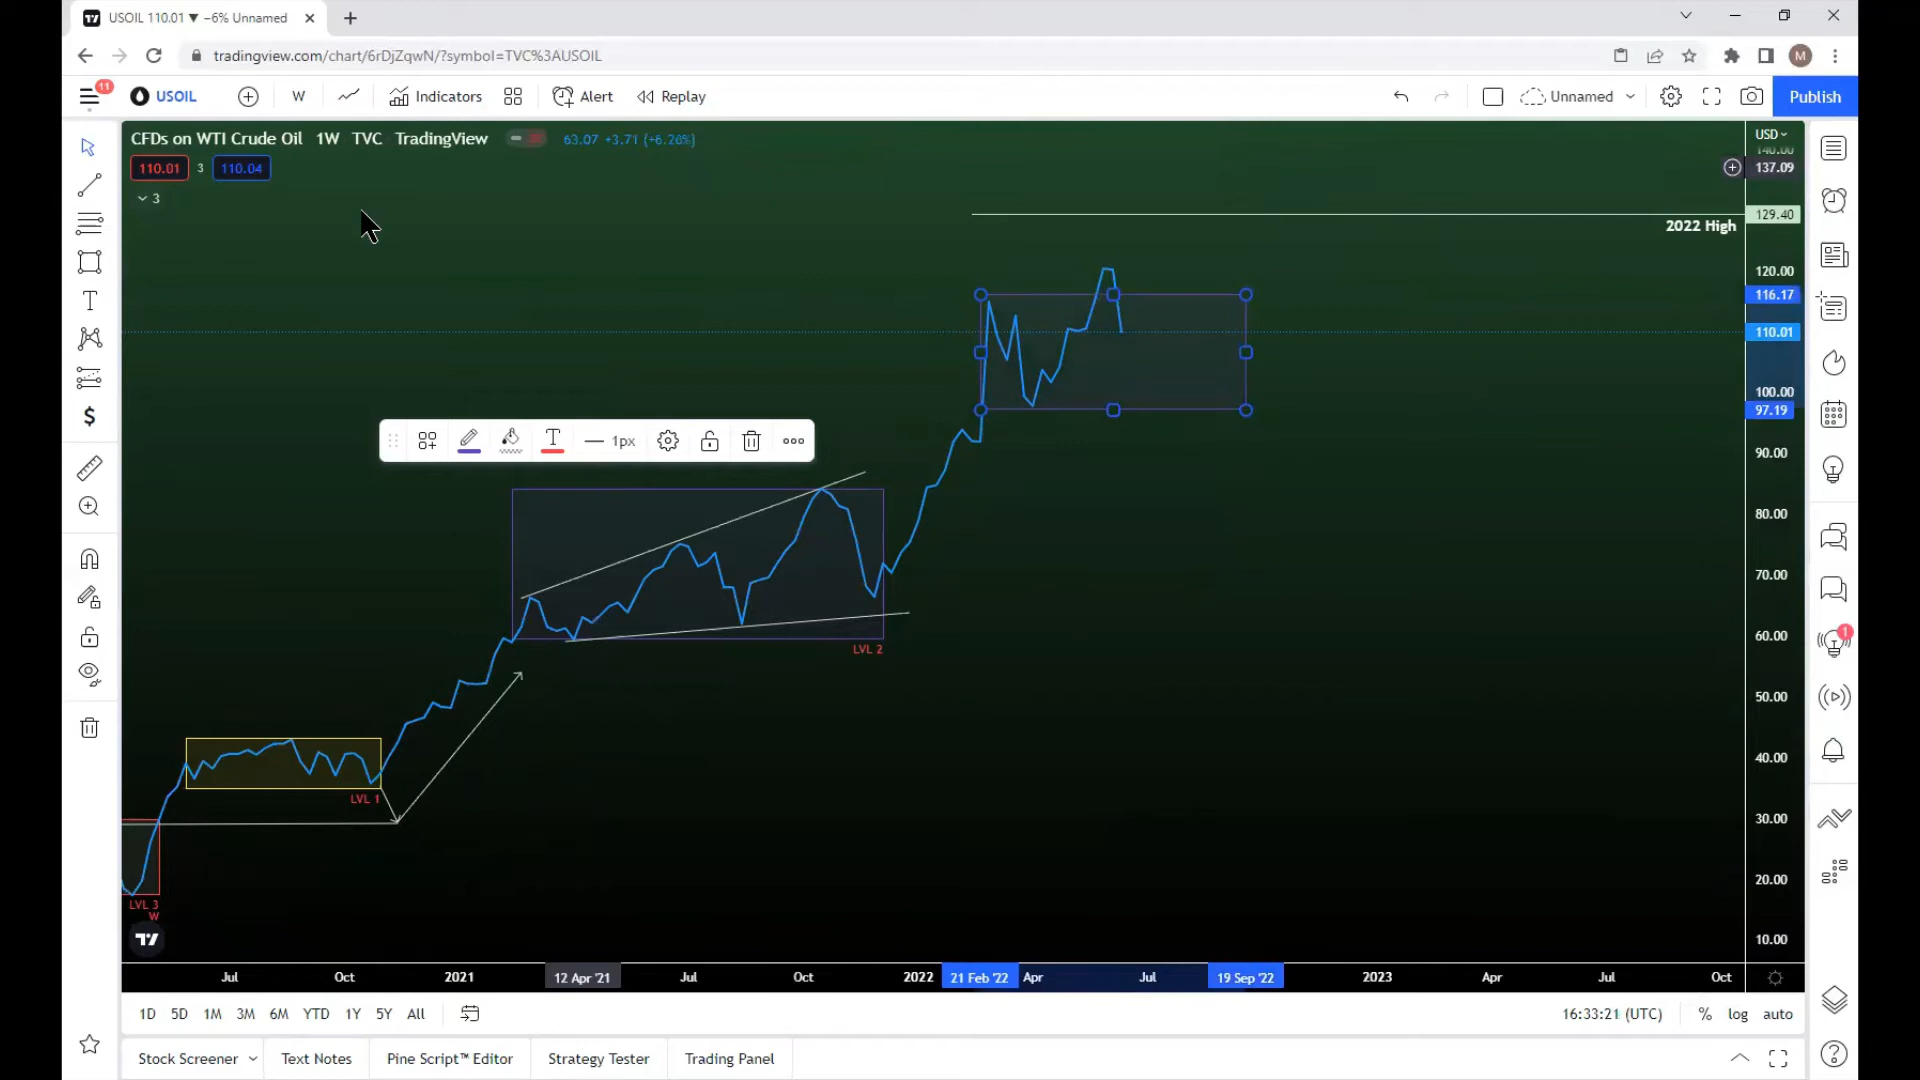 USOIL 110.01 ▼ −6% Unnamed
tradingview.com/chart/6rDjZqwN/?symbol=TVC%3AUSOIL
M
11
USOIL
W
Indicators
Alert
Replay
Unnamed
Publish
CFDs on WTI Crude Oil 1W TVC TradingView
63.07 +3.71 (+6.26%)
110.01 3 110.04
3
USD
140.00
137.09
129.40
2022 High
120.00
116.17
110.01
100.00
97.19
90.00
80.00
70.00
60.00
50.00
40.00
30.00
20.00
10.00
1px
LVL 2
LVL 1
LVL 3
W
1
Jul Oct 2021 12 Apr '21 Jul Oct 2022 21 Feb '22 Apr Jul 19 Sep '22 2023 Apr Jul Oct
1D 5D 1M 3M 6M YTD 1Y 5Y All
16:33:21 (UTC) % log auto
Stock Screener Text Notes Pine Script™ Editor Strategy Tester Trading Panel